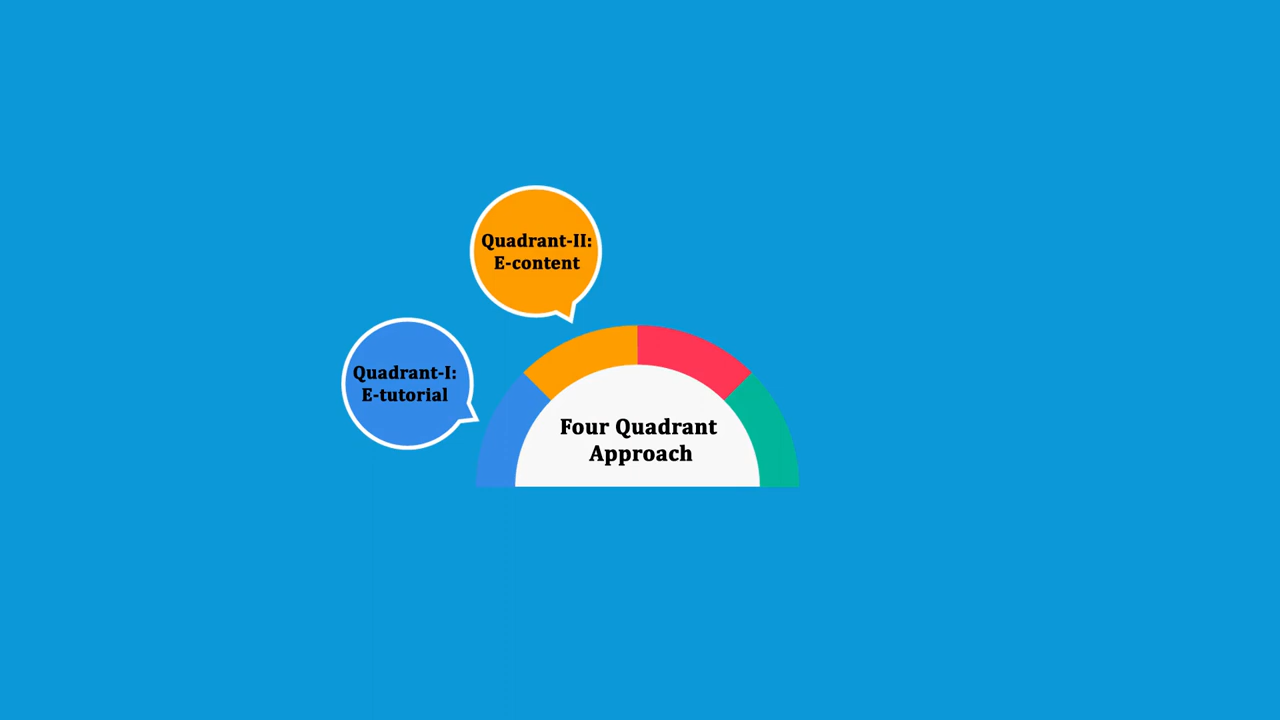 Quadrant-II:
E-content
Quadrant-I:
E-tutorial
Four Quadrant
Approach